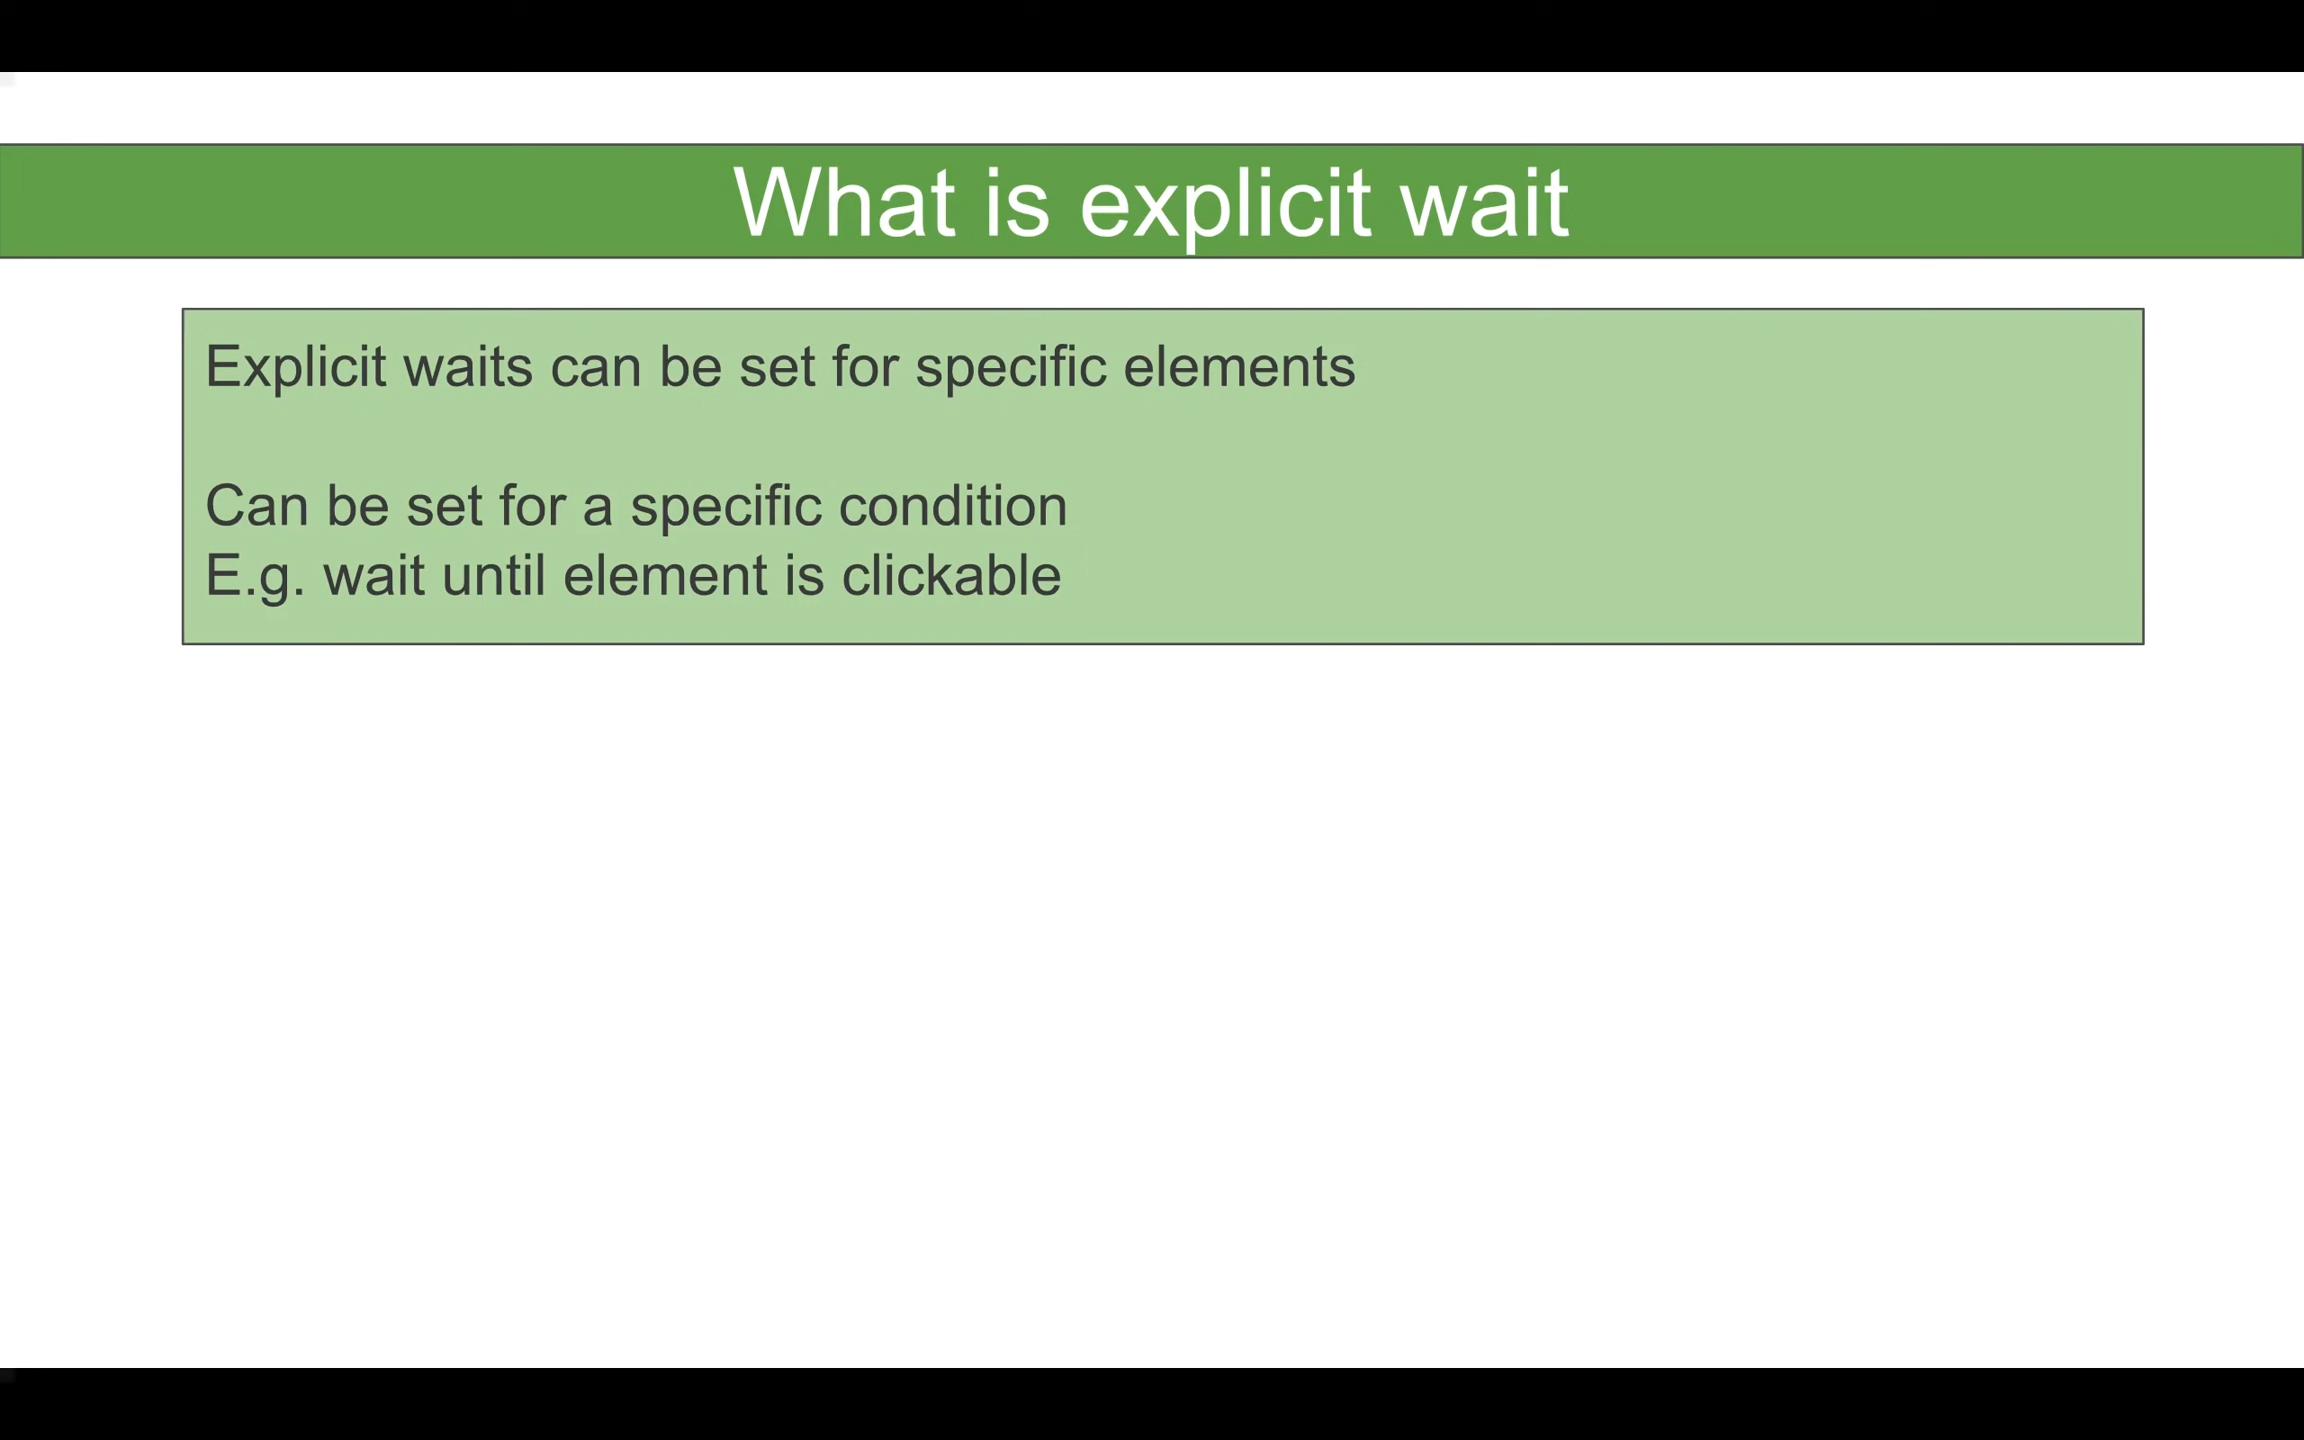 What is explicit wait
Explicit waits can be set for specific elements
Can be set for a specific condition
E.g. wait until element is clickable